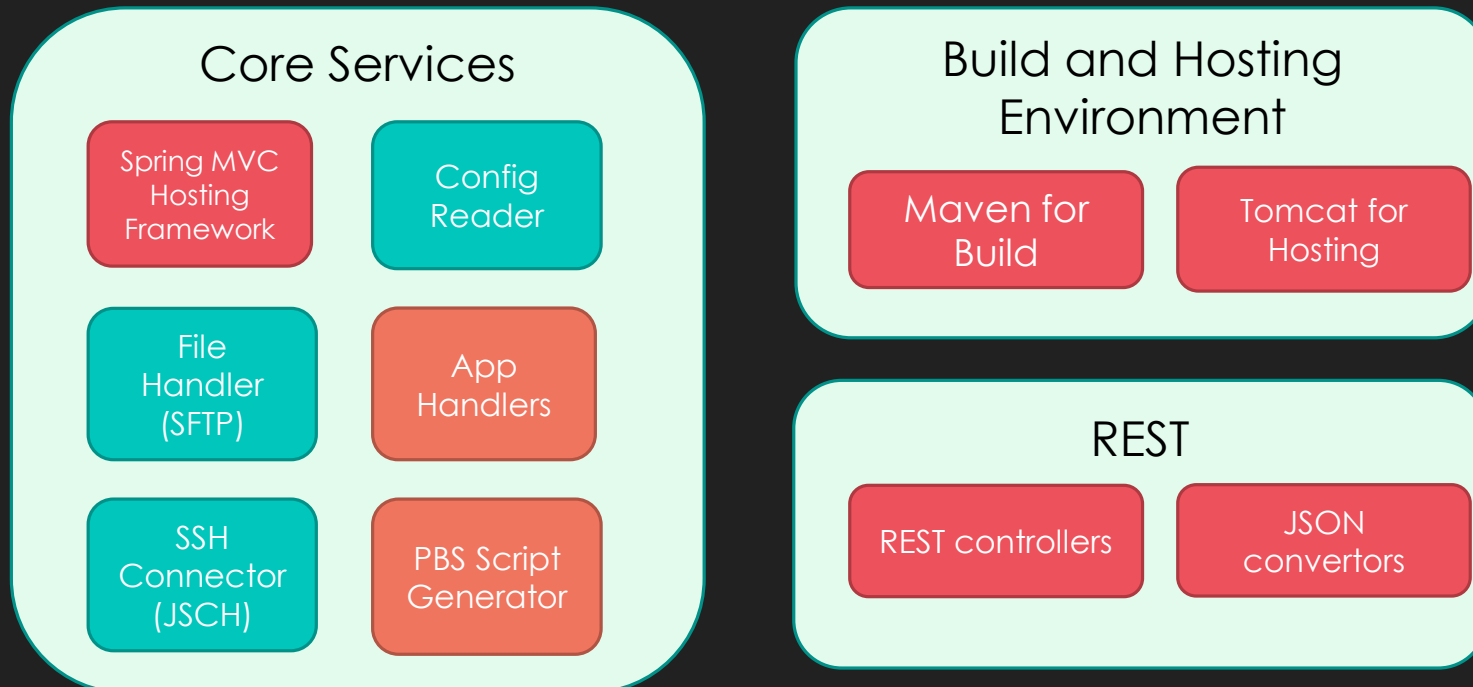 Core Services
Spring MVC
Hosting
Framework
Config
Reader
File
Handler
(SFTP)
App
Handlers
SSH
Connector
(JSCH)
PBS Script
Generator
Build and Hosting
Environment
Maven for
Build
Tomcat for
Hosting
REST
REST controllers
JSON
convertors